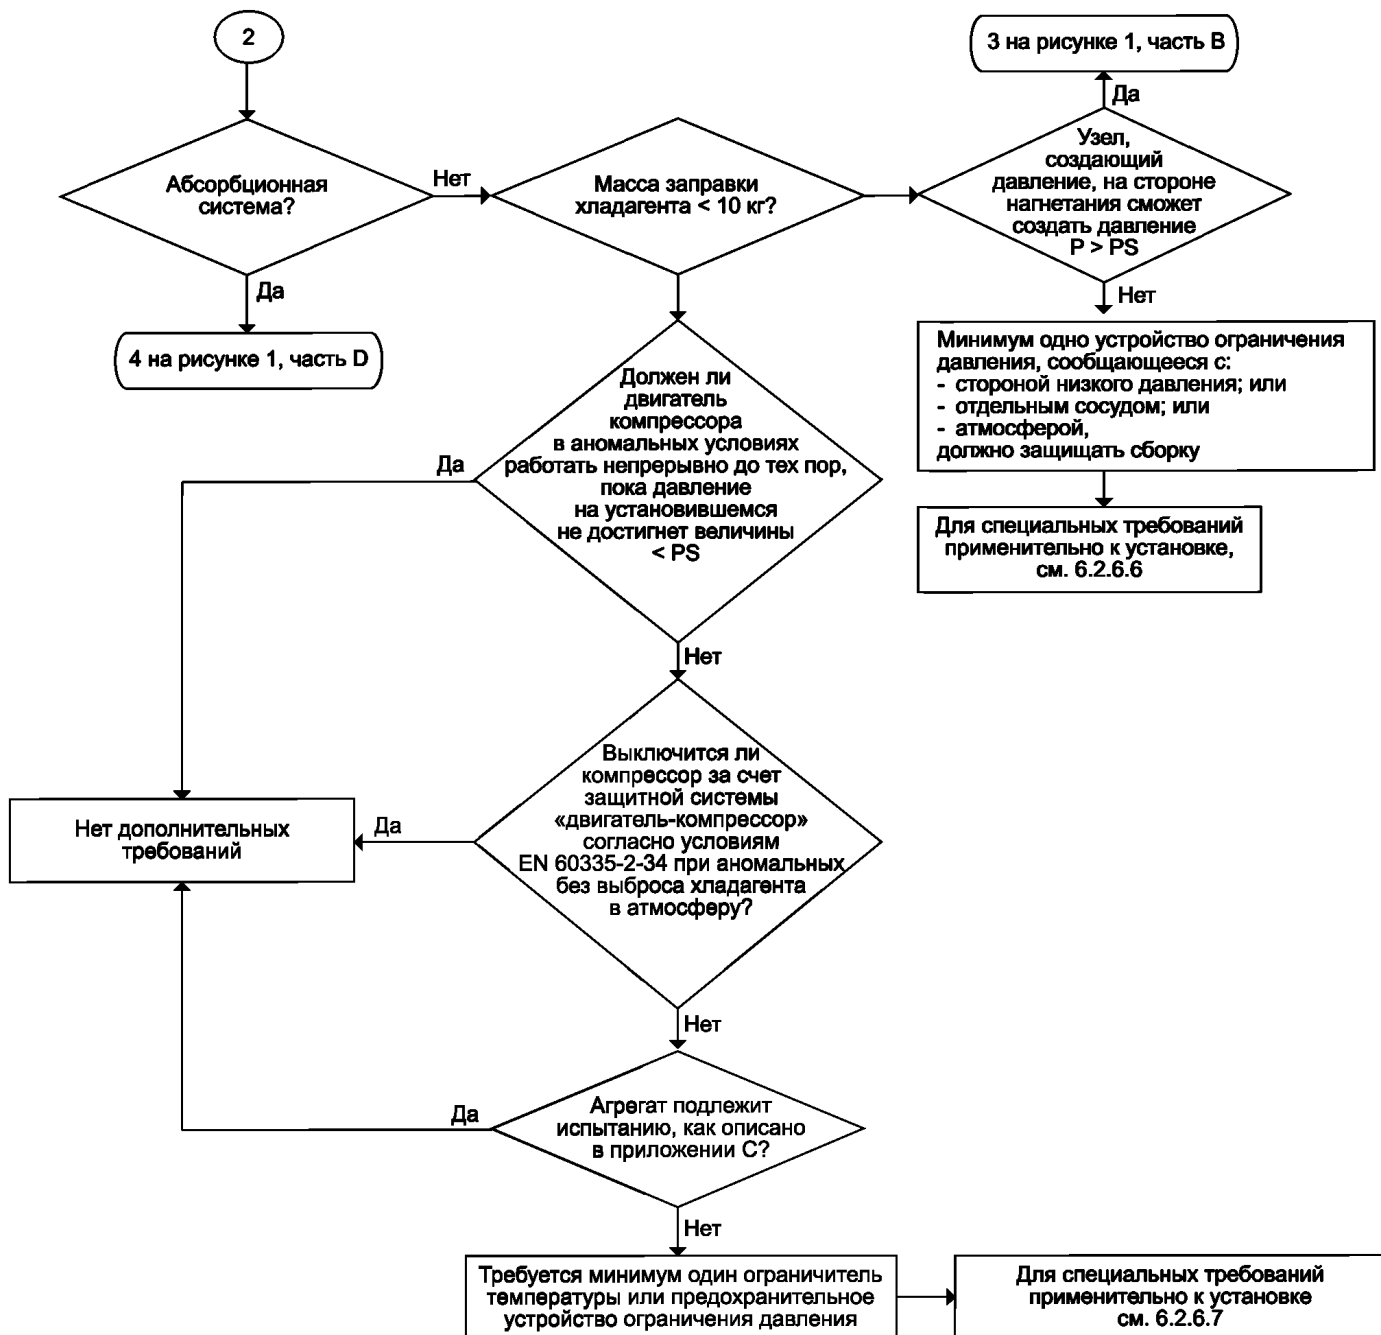 2
3 на рисунке 1, часть В
Да
Абсорбционная
система?
Нет
Масса заправки
хладагента < 10 кг?
Узел,
создающий
давление, на стороне
нагнетания сможет
создать давление
P > PS
Да
Нет
4 на рисунке 1, часть D
Минимум одно устройство ограничения
давления, сообщающееся с:
- стороной низкого давления; или
- отдельным сосудом; или
- атмосферой,
должно защищать сборку
Должен ли
двигатель
компрессора
в аномальных условиях
работать непрерывно до тех пор,
пока давление
на установившемся
не достигнет величины
< PS
Да
Для специальных требований
применительно к установке,
см. 6.2.6.6
Нет
Выключится ли
компрессор за счет
защитной системы
«двигатель-компрессор»
согласно условиям
EN 60335-2-34 при аномальных
без выброса хладагента
в атмосферу?
Да
Нет дополнительных
требований
Нет
Агрегат подлежит
испытанию, как описано
в приложении С?
Да
Нет
Требуется минимум один ограничитель
температуры или предохранительное
устройство ограничения давления
Для специальных требований
применительно к установке
см. 6.2.6.7